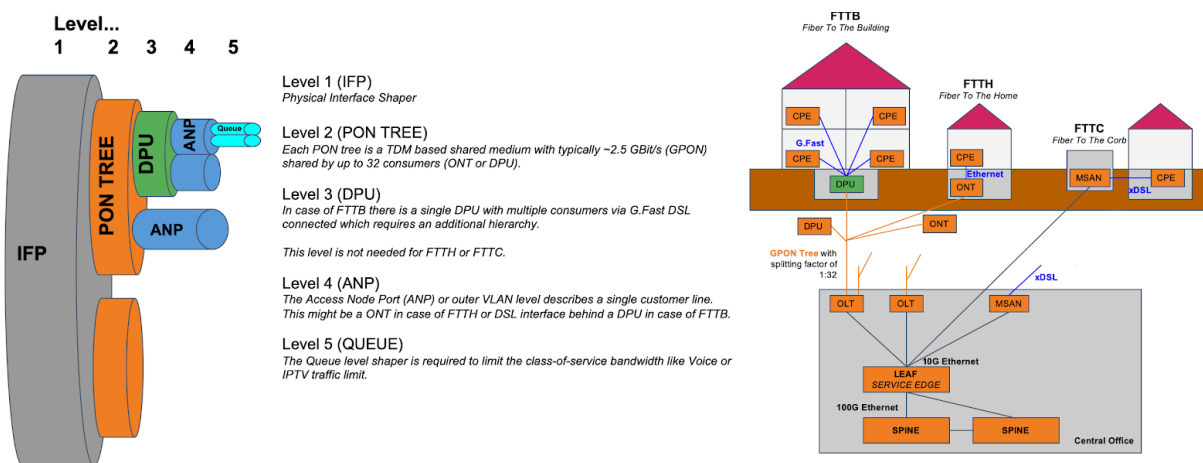 Level...
1 2 3 4 5
IFP
PON TREE
DPU
ANP
Queue
ANP
Level 1 (IFP)
Physical Interface Shaper
Level 2 (PON TREE)
Each PON tree is a TDM based shared medium with typically ~2.5 GBit/s (GPON)
shared by up to 32 consumers (ONT or DPU).
Level 3 (DPU)
In case of FTTB there is a single DPU with multiple consumers via G.Fast DSL
connected which requires an additional hierarchy.
This level is not needed for FTTH or FTTC.
Level 4 (ANP)
The Access Node Port (ANP) or outer VLAN level describes a single customer line.
This might be a ONT in case of FTTH or DSL interface behind a DPU in case of FTTB.
Level 5 (QUEUE)
The Queue level shaper is required to limit the class-of-service bandwidth like Voice or
IPTV traffic limit.
FTTB
Fiber To The Building
FTTH
Fiber To The Home
FTTC
Fiber To The Corb
CPE
CPE
G.Fast
CPE
CPE
DPU
CPE
Ethernet
ONT
MSAN
xDSL
CPE
DPU
ONT
GPON Tree with
splitting factor of
1:32
xDSL
OLT
OLT
MSAN
10G Ethernet
LEAF
SERVICE EDGE
100G Ethernet
SPINE
SPINE
Central Office